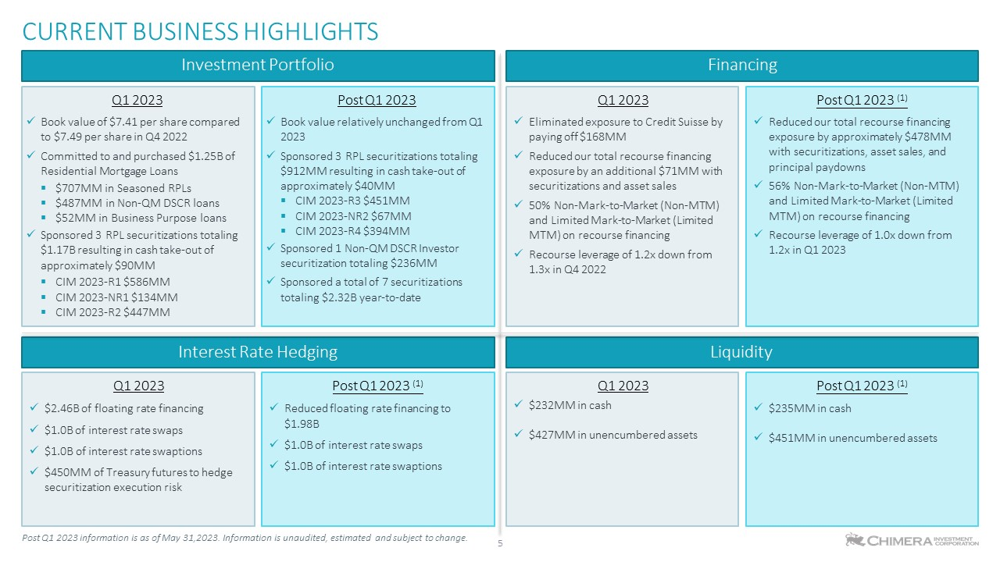 CURRENT BUSINESS HIGHLIGHTS
Investment Portfolio
Q1 2023
✓ Book value of $7.41 per share compared
to $7.49 per share in Q4 2022
✓ Committed to and purchased $1.25B of
Residential Mortgage Loans
▪ $707MM in Seasoned RPLs
▪ $487MM in Non-QM DSCR loans
▪ $52MM in Business Purpose loans
✓ Sponsored 3 RPL securitizations totaling
$1.17B resulting in cash take-out of
approximately $90MM
▪ CIM 2023-R1 $586MM
▪ CIM 2023-NR1 $134MM
▪ CIM 2023-R2 $447MM
Post Q1 2023
✓ Book value relatively unchanged from Q1
2023
✓ Sponsored 3 RPL securitizations totaling
$912MM resulting in cash take-out of
approximately $40MM
▪ CIM 2023-R3 $451MM
▪ CIM 2023-NR2 $67MM
▪ CIM 2023-R4 $394MM
✓ Sponsored 1 Non-QM DSCR Investor
securitization totaling $236MM
✓ Sponsored a total of 7 securitizations
totaling $2.32B year-to-date
Financing
Q1 2023
✓ Eliminated exposure to Credit Suisse by
paying off $168MM
✓ Reduced our total recourse financing
exposure by an additional $71MM with
securitizations and asset sales
✓ 50% Non-Mark-to-Market (Non-MTM)
and Limited Mark-to-Market (Limited
MTM) on recourse financing
✓ Recourse leverage of 1.2x down from
1.3x in Q4 2022
Post Q1 2023 (1)
✓ Reduced our total recourse financing
exposure by approximately $478MM
with securitizations, asset sales, and
principal paydowns
✓ 56% Non-Mark-to-Market (Non-MTM)
and Limited Mark-to-Market (Limited
MTM) on recourse financing
✓ Recourse leverage of 1.0x down from
1.2x in Q1 2023
Interest Rate Hedging
Q1 2023
✓ $2.46B of floating rate financing
✓ $1.0B of interest rate swaps
✓ $1.0B of interest rate swaptions
✓ $450MM of Treasury futures to hedge
securitization execution risk
Post Q1 2023 (1)
✓ Reduced floating rate financing to
$1.98B
✓ $1.0B of interest rate swaps
✓ $1.0B of interest rate swaptions
Liquidity
Q1 2023
✓ $232MM in cash
✓ $427MM in unencumbered assets
Post Q1 2023 (1)
✓ $235MM in cash
✓ $451MM in unencumbered assets
Post Q1 2023 information is as of May 31,2023. Information is unaudited, estimated and subject to change.
5
CHIMERA INVESTMENT
CORPORATION